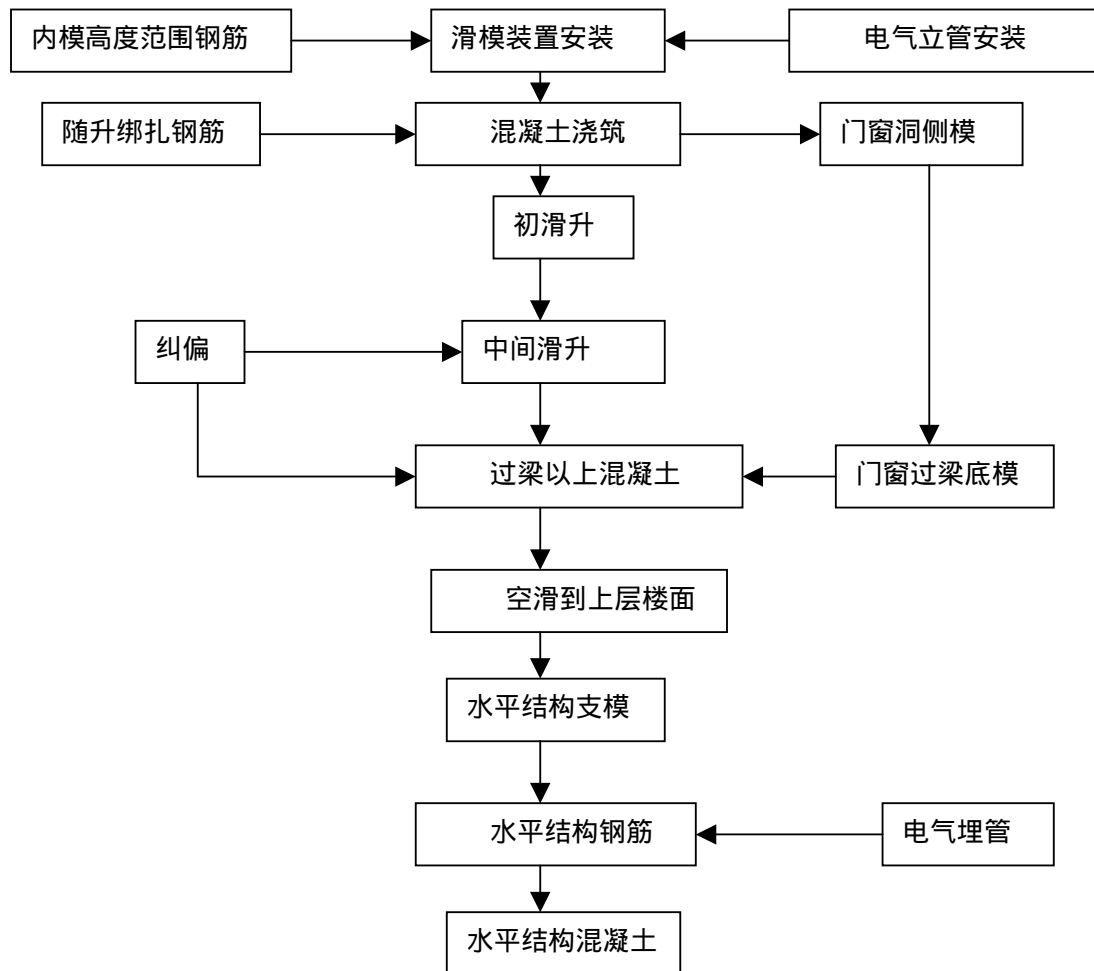 内模高度范围钢筋
滑模装置安装
电气立管安装
随升绑扎钢筋
混凝土浇筑
门窗洞侧模
初滑升
纠偏
中间滑升
过梁以上混凝土
门窗过梁底模
空滑到上层楼面
水平结构支模
水平结构钢筋
电气埋管
水平结构混凝土